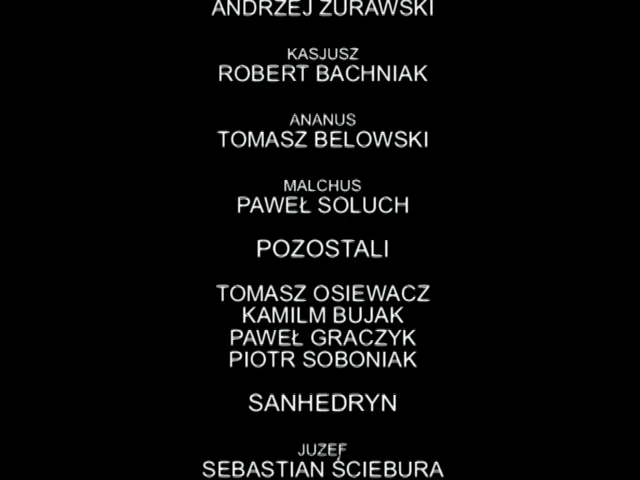 ANDRZEJ ŻURAWSKI
KASJUSZ
ROBERT BACHNIAK
ANANUS
TOMASZ BELOWSKI
MALCHUS
PAWEŁ SOLUCH
POZOSTALI
TOMASZ OSIEWACZ
KAMILM BUJAK
PAWEŁ GRACZYK
PIOTR SOBONIAK
SANHEDRYN
JUZEF
SEBASTIAN ŚCIEBURA